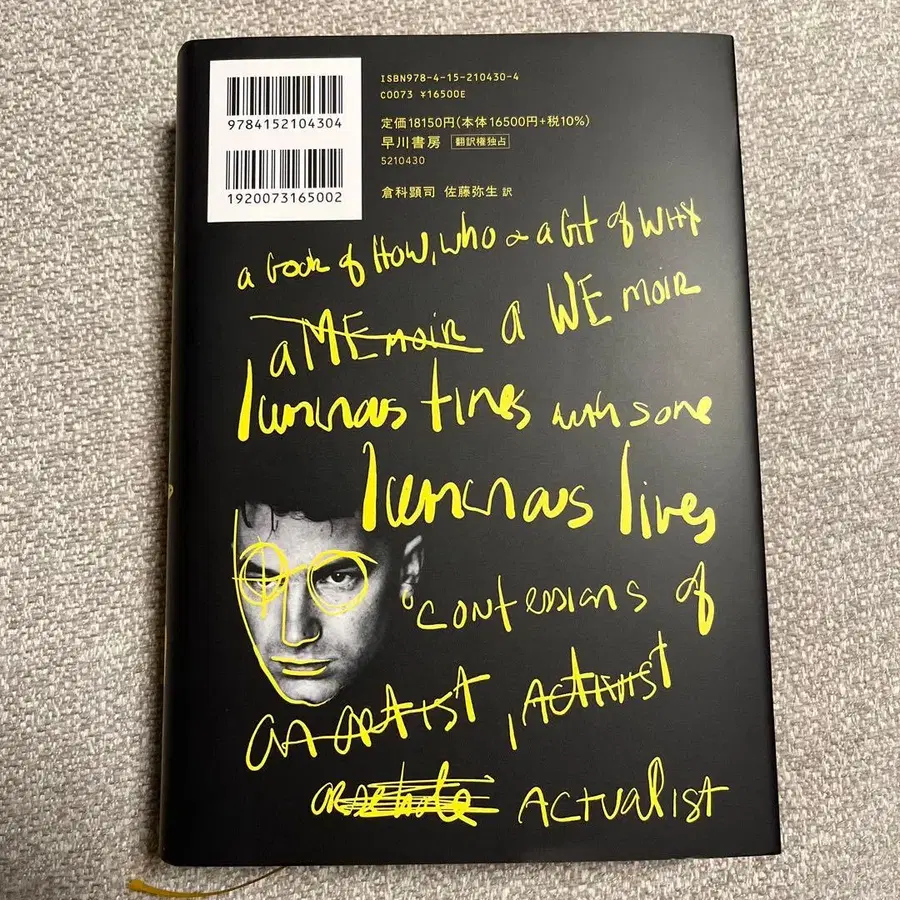 9784152104304
1920073165002
ISBN978-4-15-210430-4
C0073 ¥16500E
定価18150円(本体16500円+税10%)
早川書房 翻訳権独占
5210430
倉科顕司 佐藤弥生 訳
a book of HOW, who & a bit of WHY
a MEmoir a WE moir
luminous times with some
luminous lives
confessions of
an artist, ACTIVIST
arsehole ACTUALIST